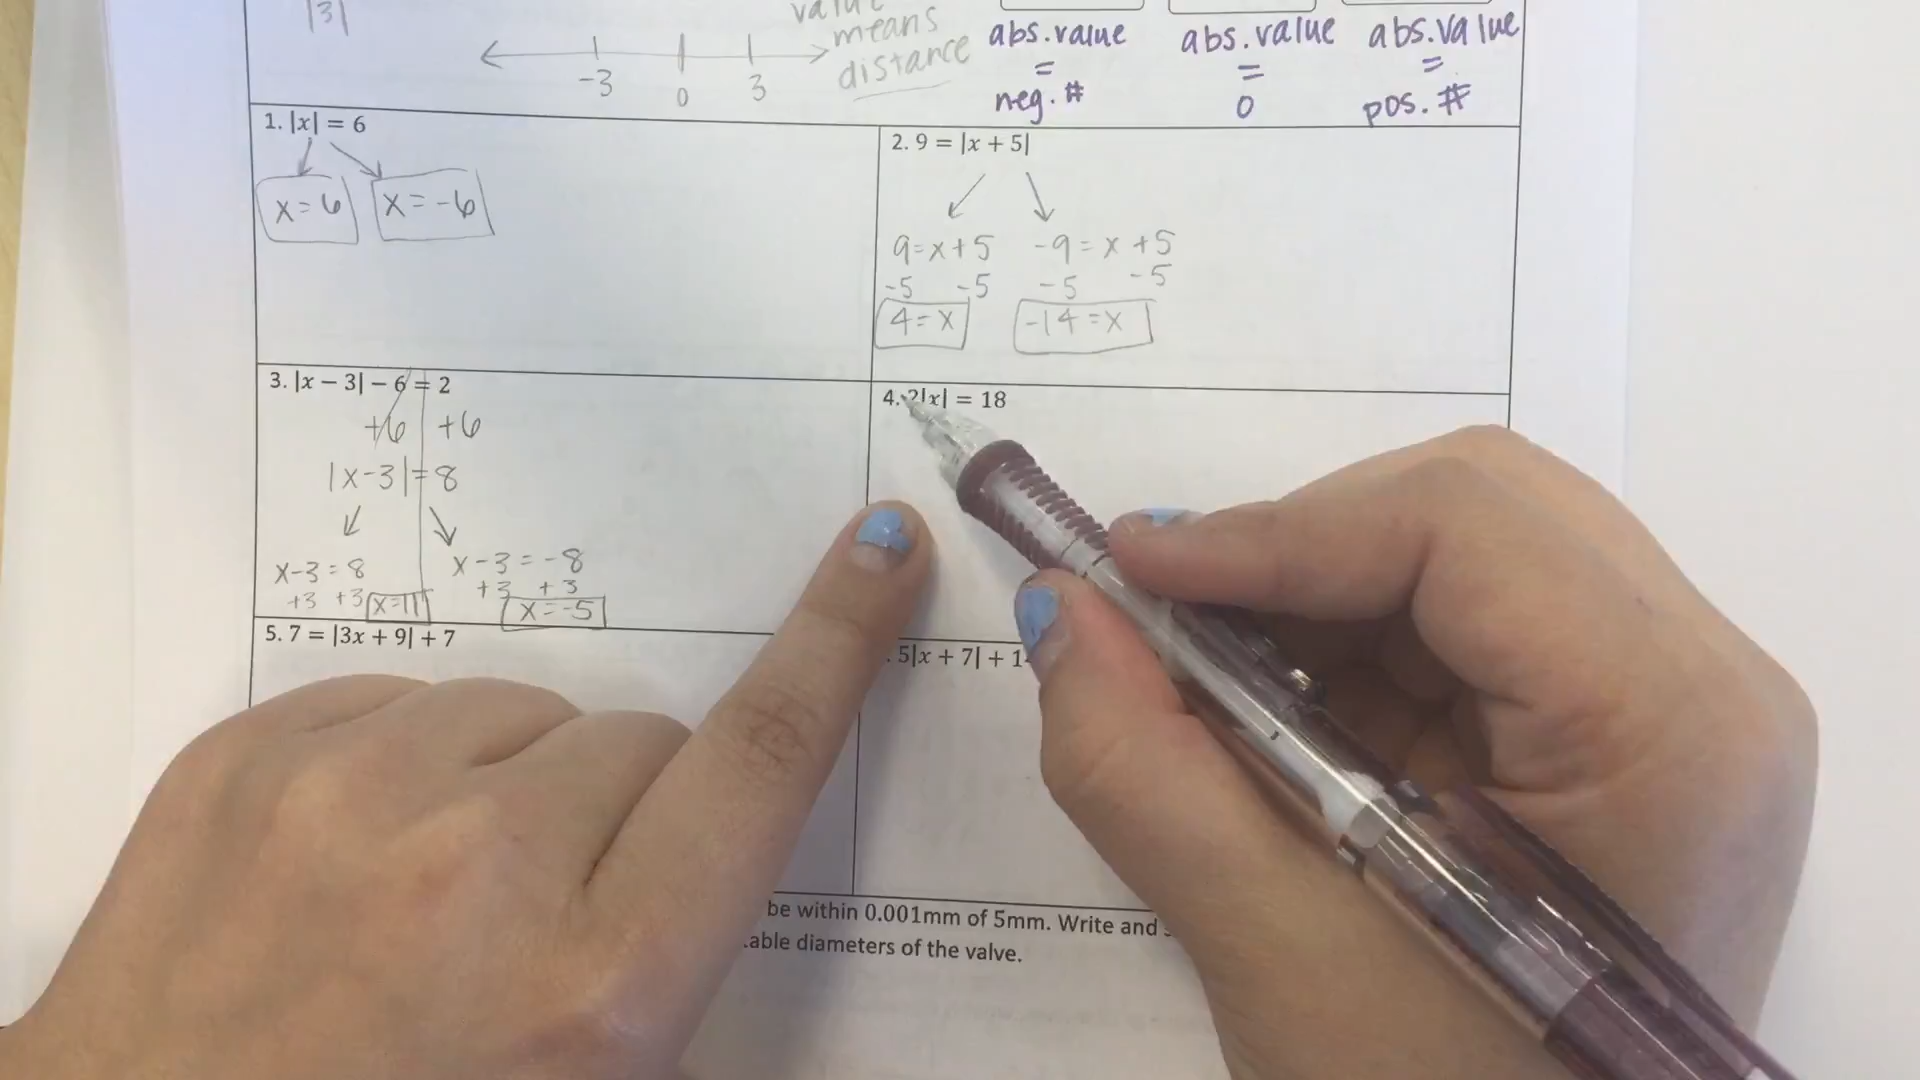 |3|
value
means
distance
-3
0
3
abs.value
=
neg. #
abs.value
=
0
abs.value
=
pos. #
1. |x| = 6
x=6
x=-6
2. 9 = |x + 5|
9=x+5
-9=x+5
-5 -5
-5 -5
4=x
-14=x
3. |x − 3| − 6 = 2
+6 +6
|x-3|=8
x-3=8
x-3=-8
+3 +3
+3 +3
x=11
x=-5
4. 2|x| = 18
5. 7 = |3x + 9| + 7
. 5|x + 7| + 1
be within 0.001mm of 5mm. Write and
able diameters of the valve.